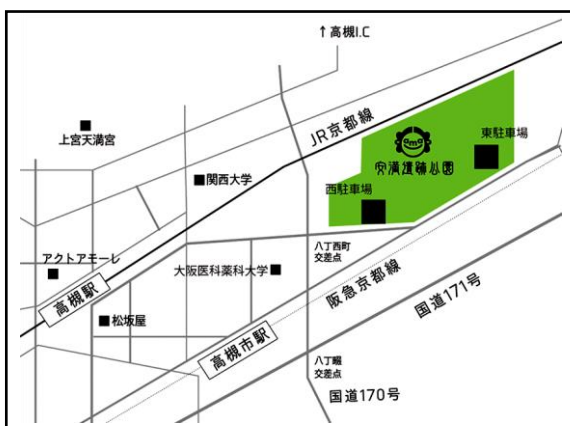 ↑高槻I.C
JR京都線
上宮天満宮
ama
安満遺跡公園
東駐車場
関西大学
西駐車場
アクトアモーレ
大阪医科薬科大学
八丁西町
交差点
高槻駅
阪急京都線
国道171号
松坂屋
高槻市駅
八丁畷
交差点
国道170号